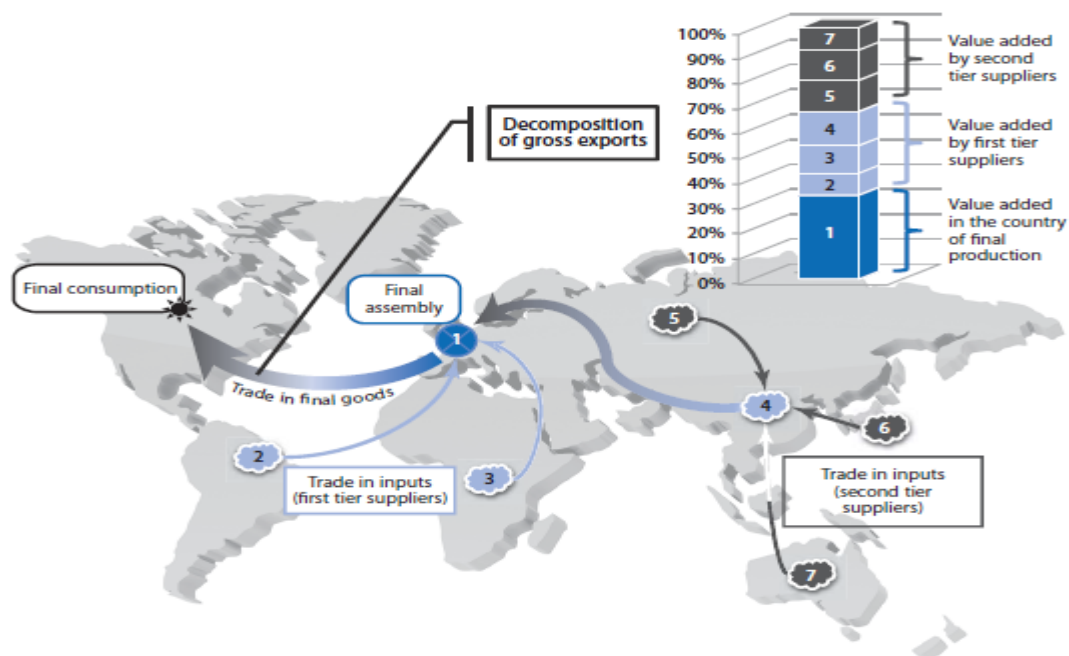 100%
90%
80%
70%
60%
50%
40%
30%
20%
10%
0%
7
6
5
4
3
2
1
Value added
by second
tier suppliers
Value added
by first tier
suppliers
Value added
in the country
of final
production
Decomposition
of gross exports
Final consumption
Final
assembly
1
Trade in final goods
2
Trade in inputs
(first tier suppliers)
3
5
4
6
Trade in inputs
(second tier
suppliers)
7